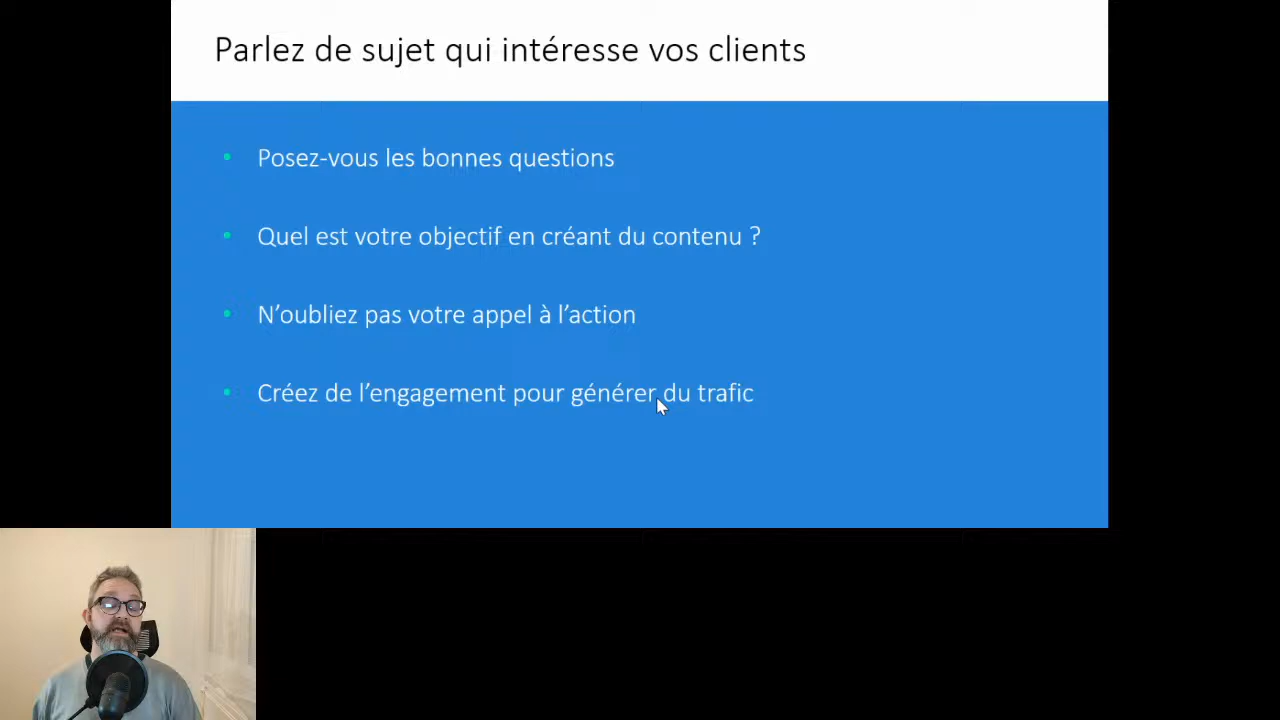 Parlez de sujet qui intéresse vos clients
• Posez-vous les bonnes questions
• Quel est votre objectif en créant du contenu ?
• N’oubliez pas votre appel à l’action
• Créez de l’engagement pour générer du trafic